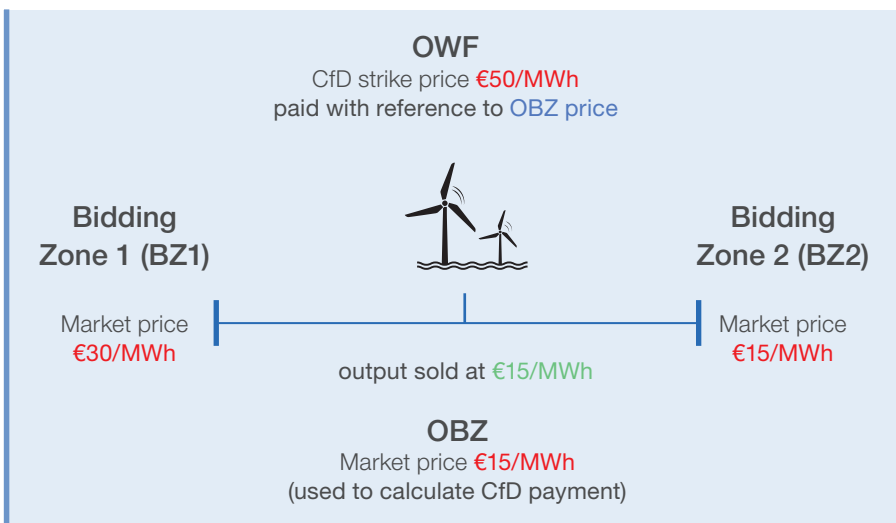 OWF
CfD strike price €50/MWh
paid with reference to OBZ price
Bidding
Zone 1 (BZ1)
Market price
€30/MWh
Bidding
Zone 2 (BZ2)
Market price
€15/MWh
output sold at €15/MWh
OBZ
Market price €15/MWh
(used to calculate CfD payment)